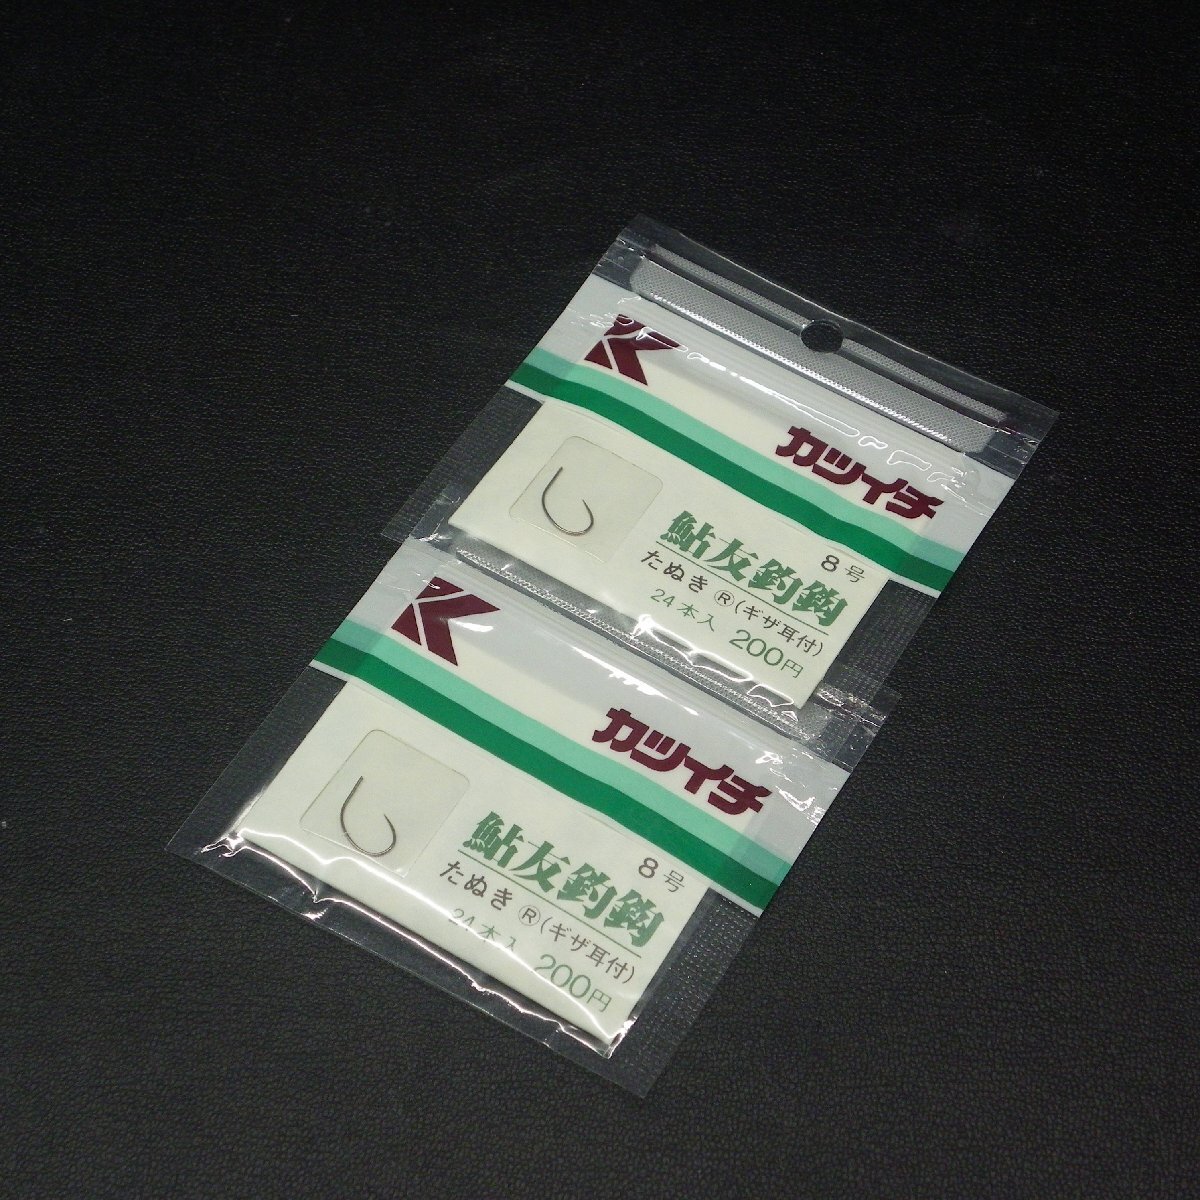 カツイチ
8号
鮎友釣鈎
たぬき Ⓡ (ギザ耳付)
24本入 200円
カツイチ
8号
鮎友釣鈎
たぬき Ⓡ (ギザ耳付)
24本入 200円